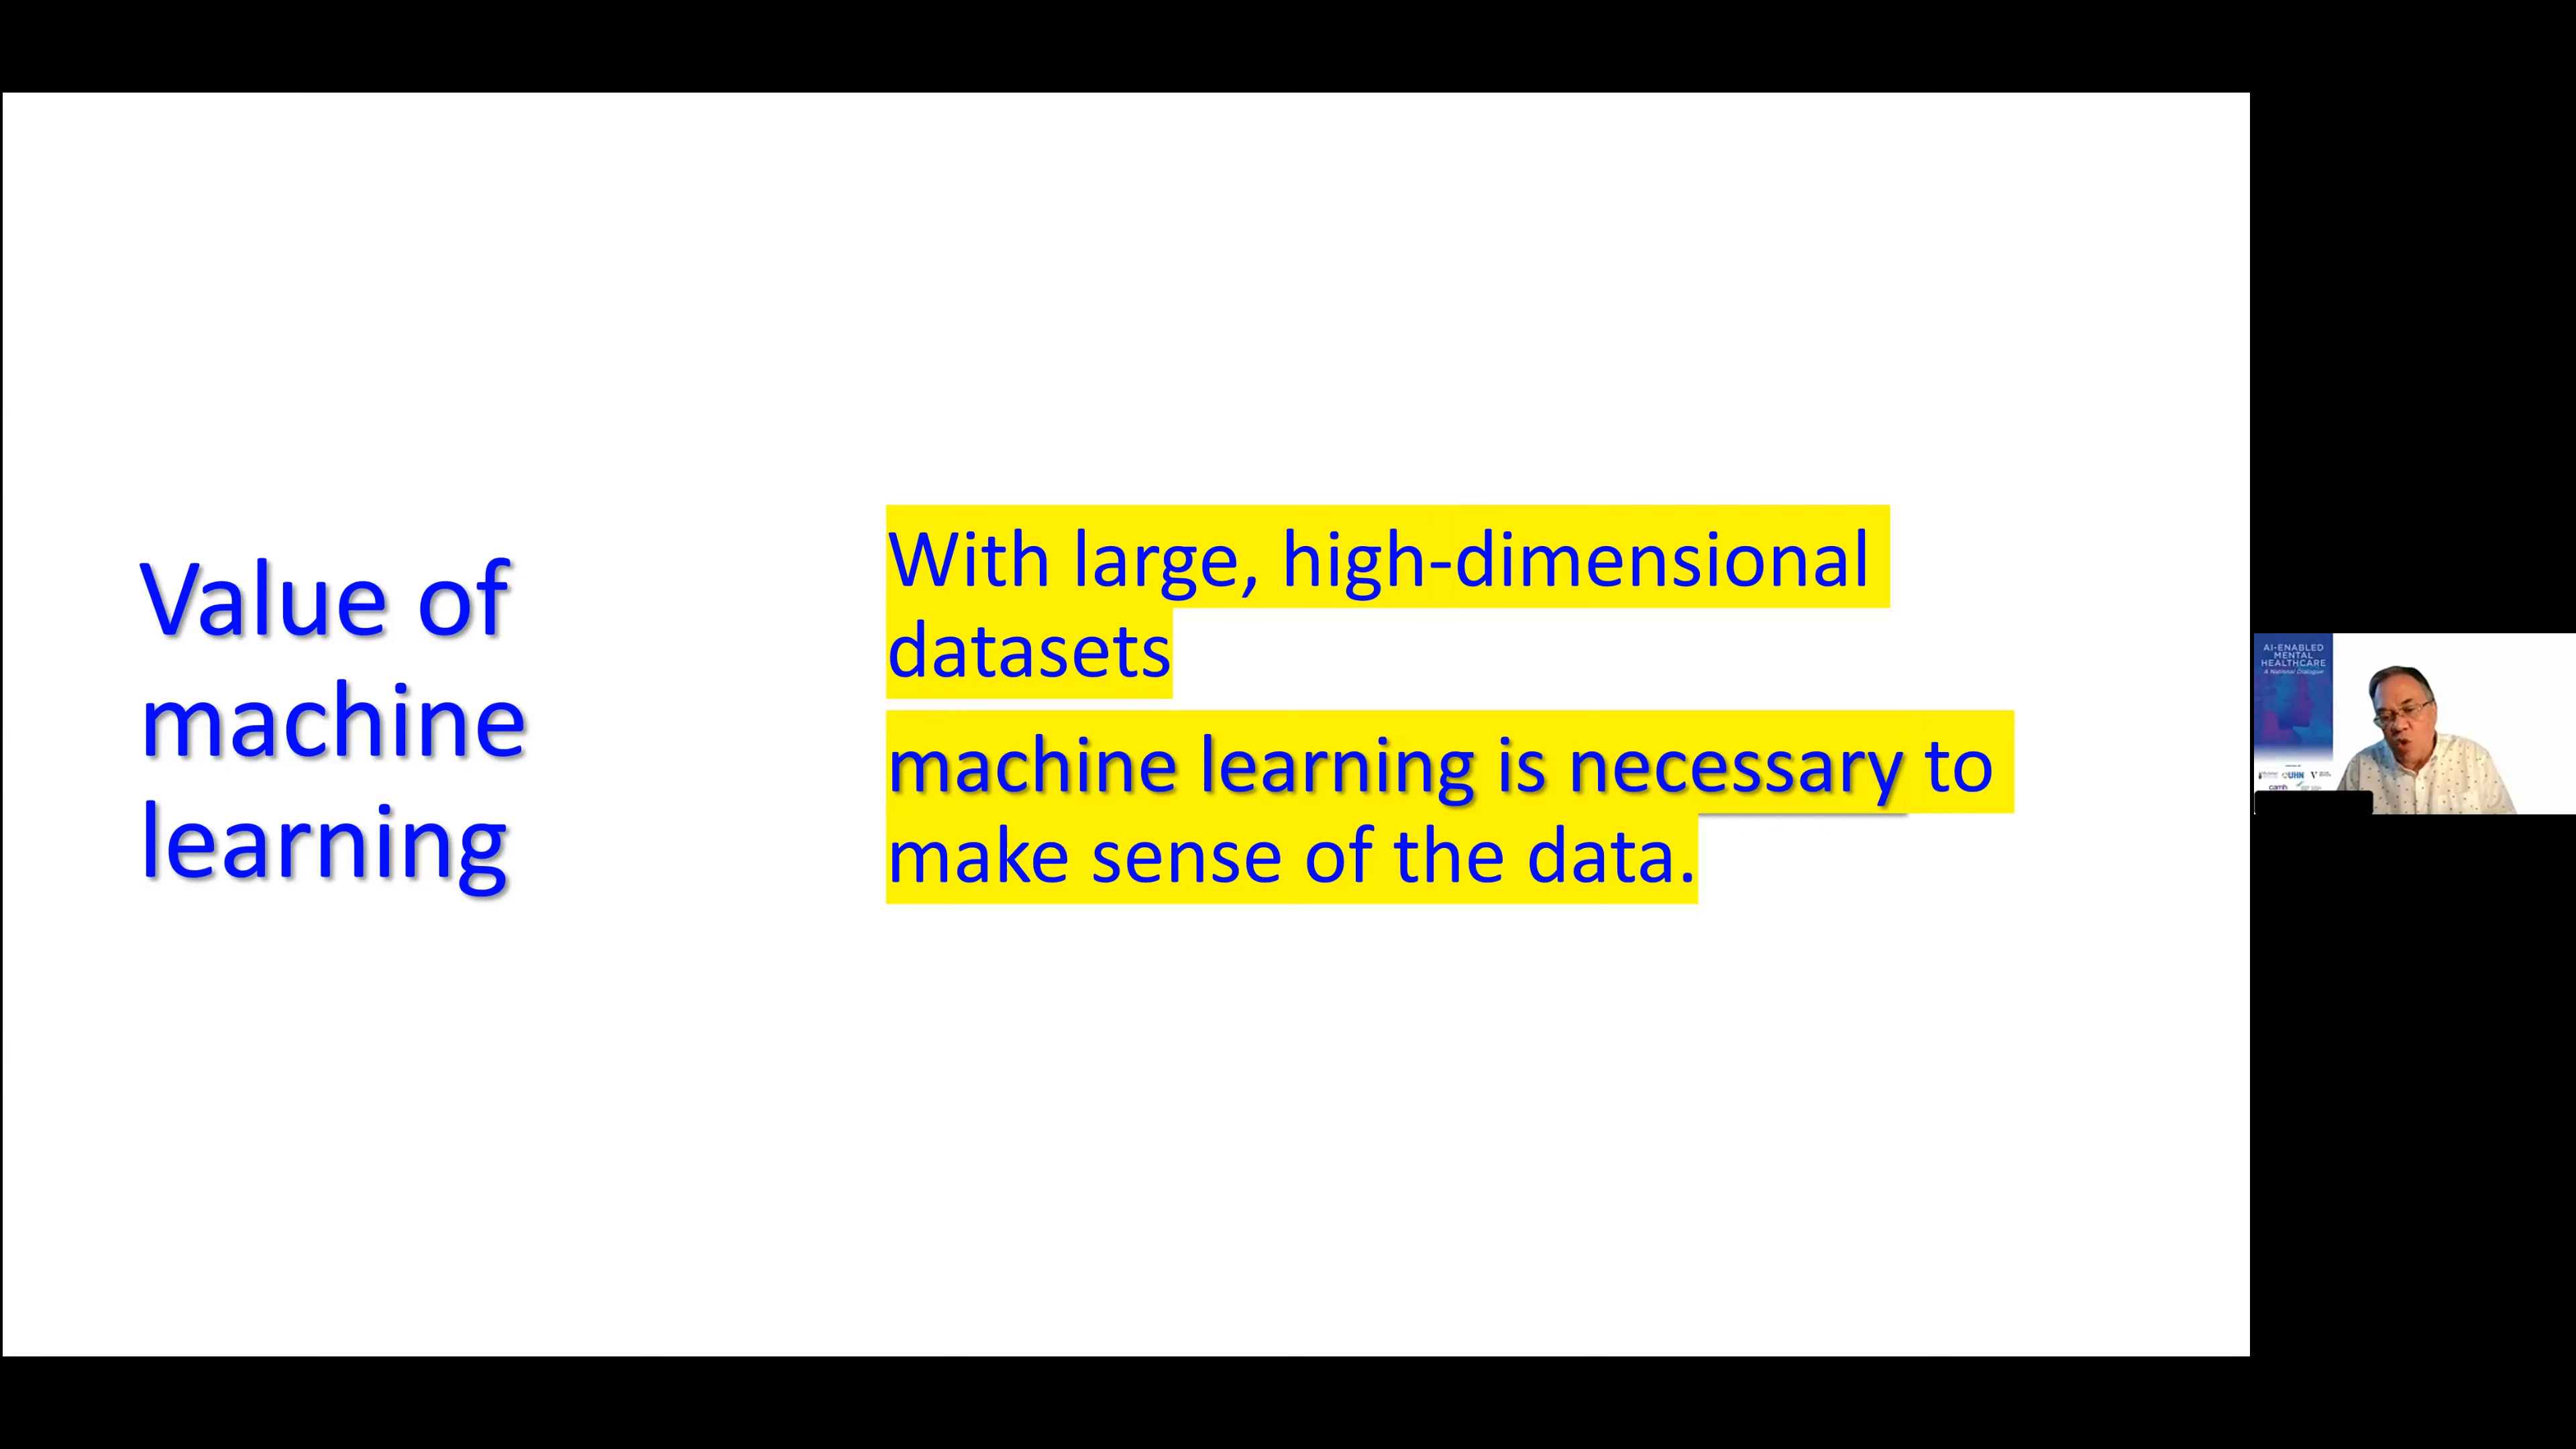 Value of
machine
learning
With large, high-dimensional
datasets
machine learning is necessary to
make sense of the data.
AI-ENABLED
MENTAL
HEALTHCARE
A National Dialogue
UHN
camh